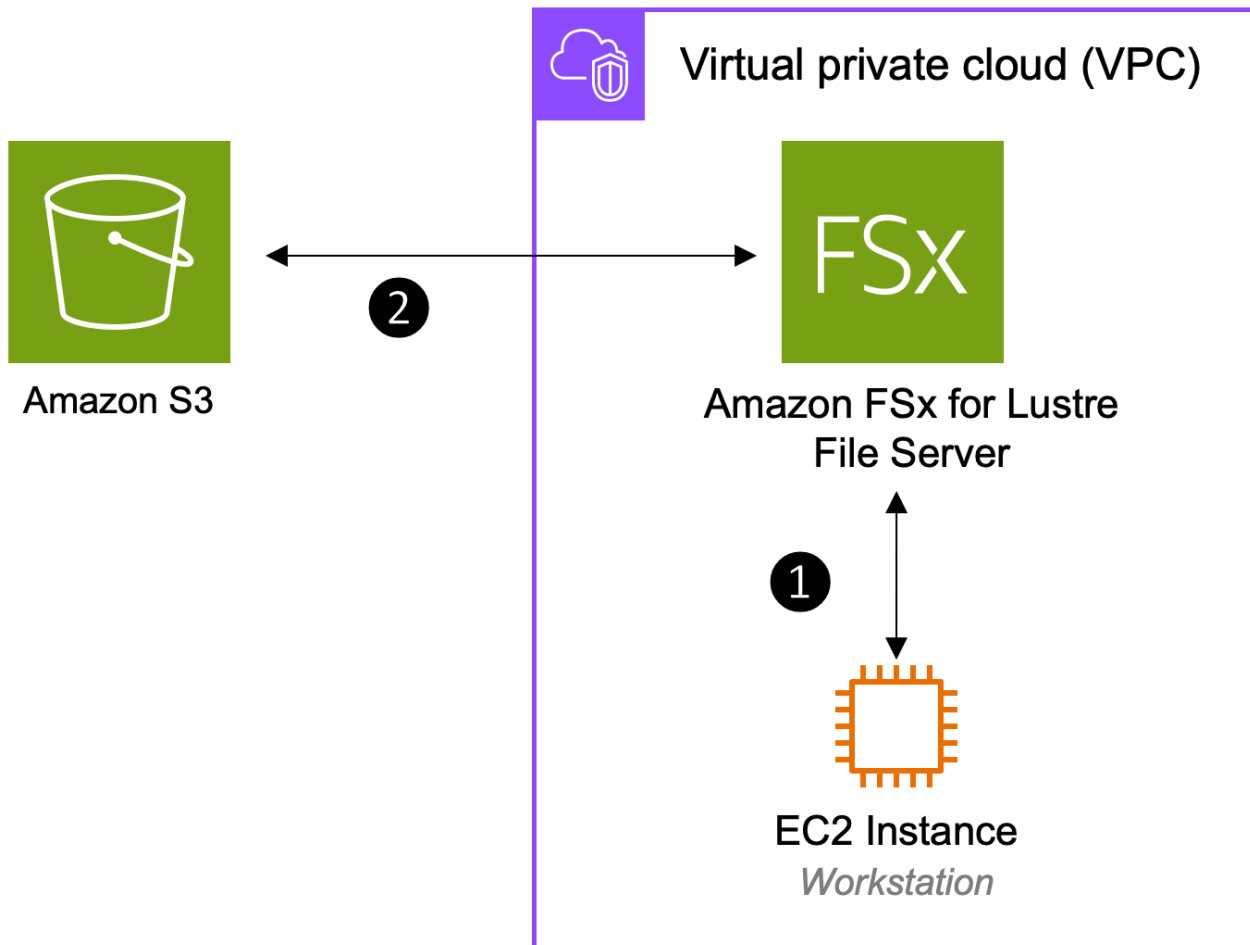 Virtual private cloud (VPC)
FSx
2
Amazon S3
Amazon FSx for Lustre
File Server
1
EC2 Instance
Workstation